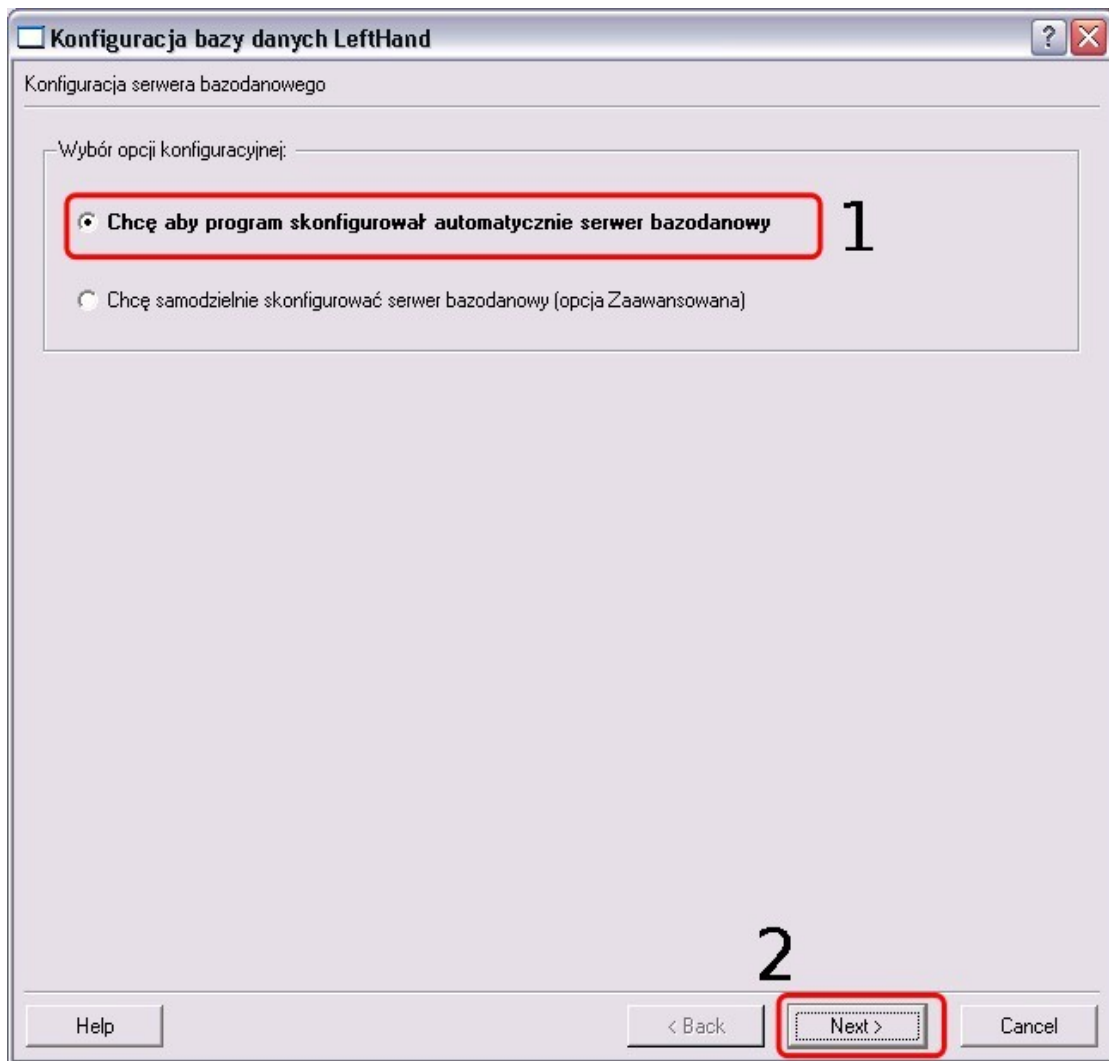 Konfiguracja bazy danych LeftHand
Konfiguracja serwera bazodanowego
Wybór opcji konfiguracyjnej:
Chcę aby program skonfigurował automatycznie serwer bazodanowy 1
Chcę samodzielnie skonfigurować serwer bazodanowy (opcja Zaawansowana)
2
Help < Back Next > Cancel